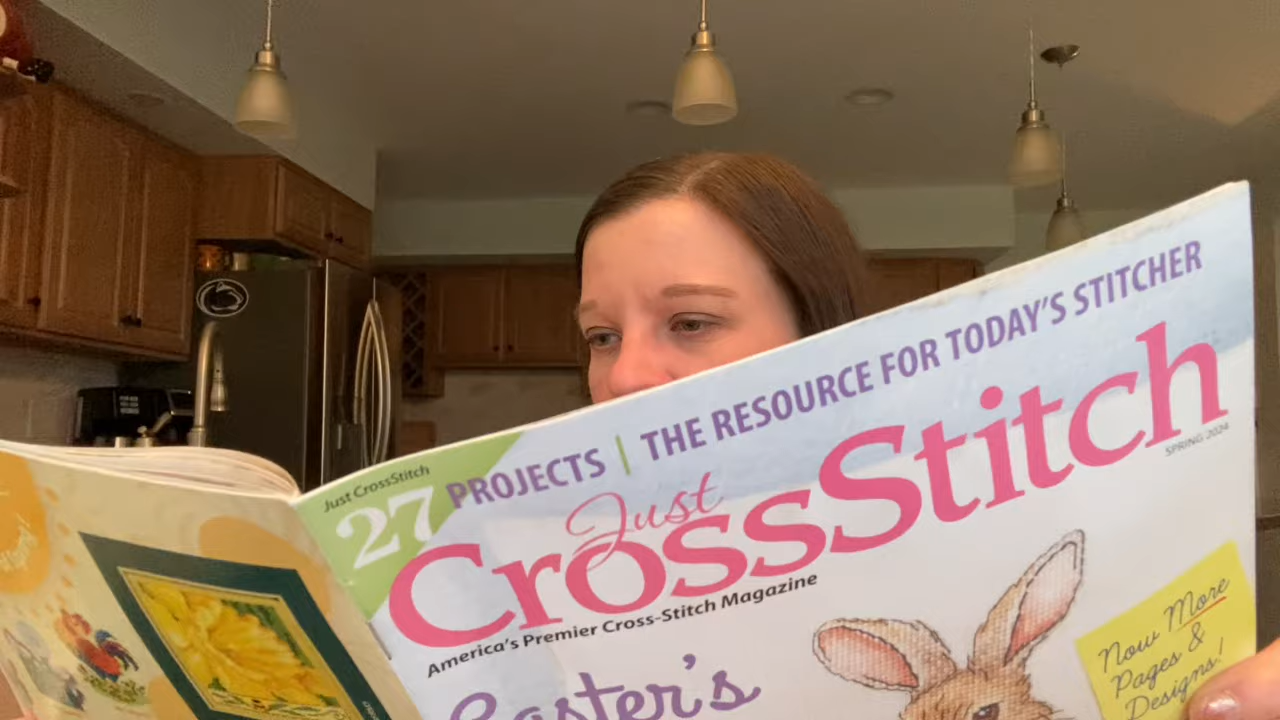 Just CrossStitch
27 PROJECTS | THE RESOURCE FOR TODAY'S STITCHER
Just
CrossStitch
SPRING 2024
America's Premier Cross-Stitch Magazine
Easter's
Now More
Pages &
Designs!